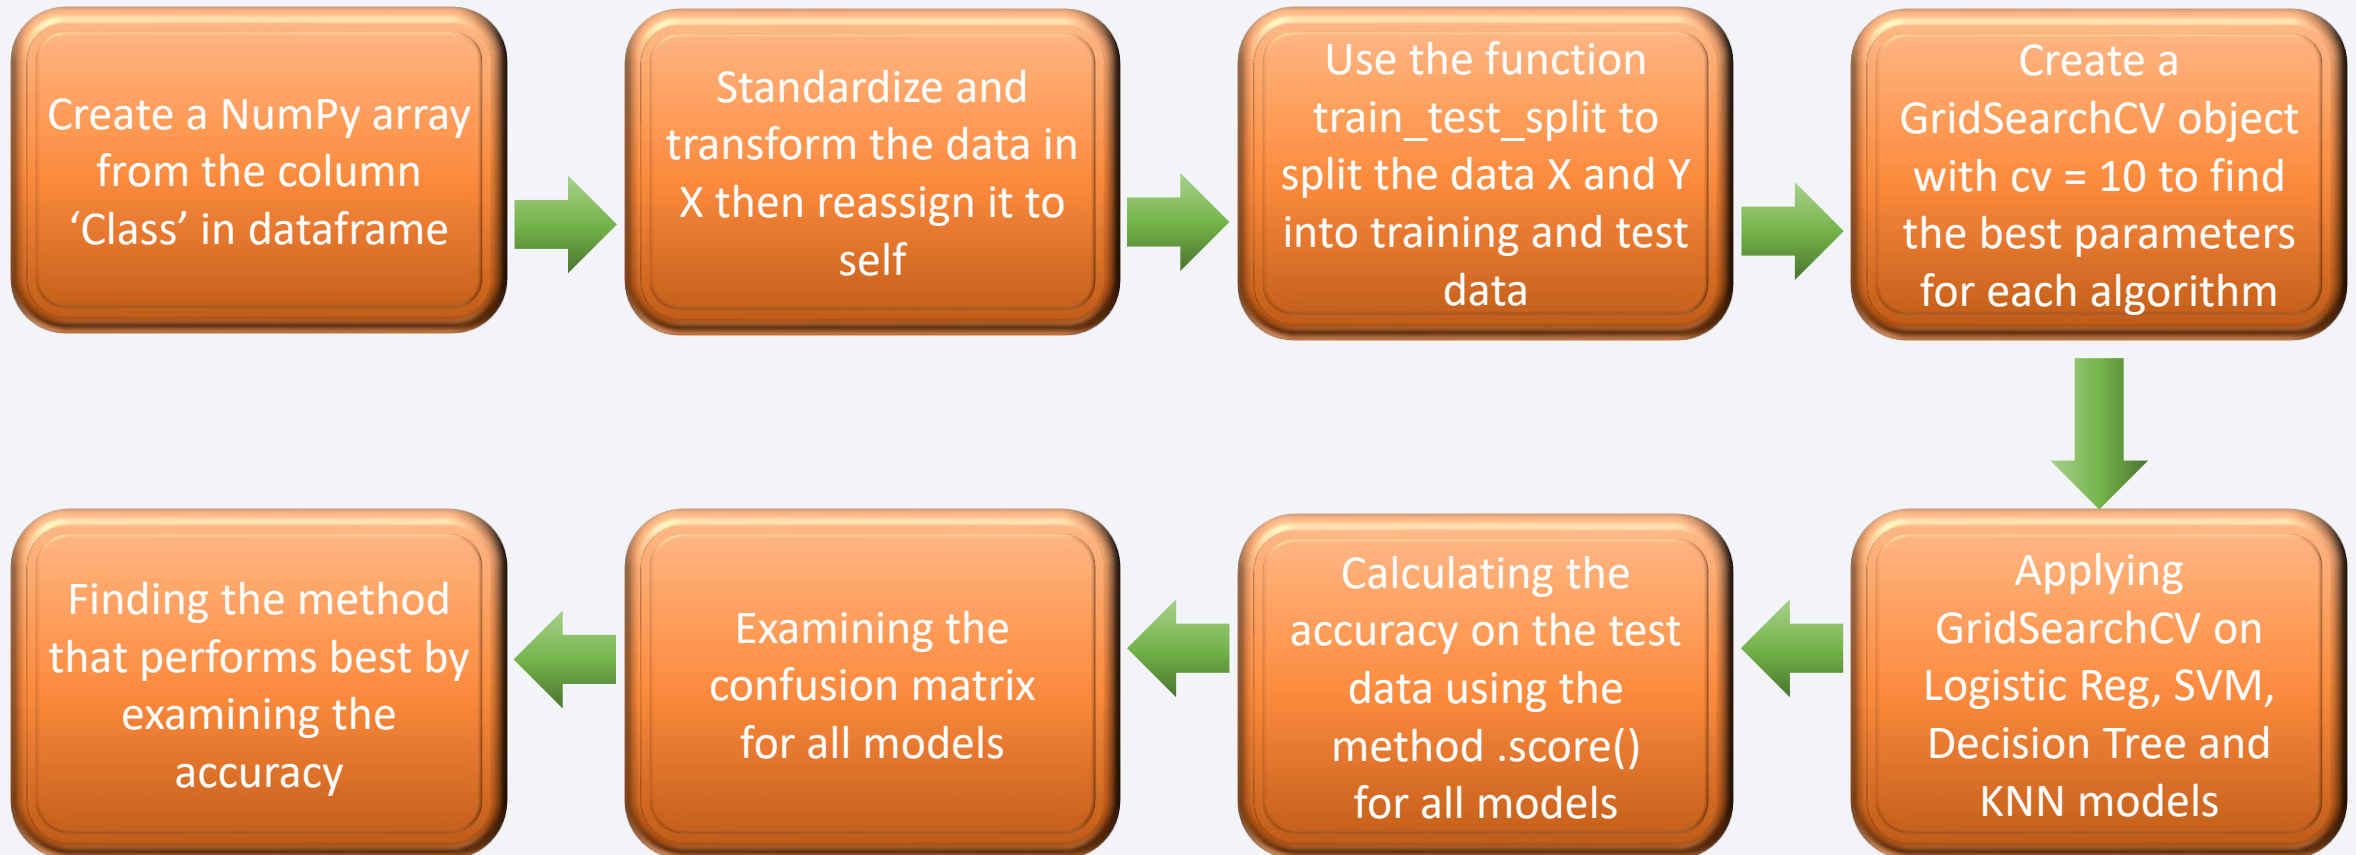 Create a NumPy array
from the column
‘Class’ in dataframe
Standardize and
transform the data in
X then reassign it to
self
Use the function
train_test_split to
split the data X and Y
into training and test
data
Create a
GridSearchCV object
with cv = 10 to find
the best parameters
for each algorithm
Applying
GridSearchCV on
Logistic Reg, SVM,
Decision Tree and
KNN models
Calculating the
accuracy on the test
data using the
method .score()
for all models
Examining the
confusion matrix
for all models
Finding the method
that performs best by
examining the
accuracy